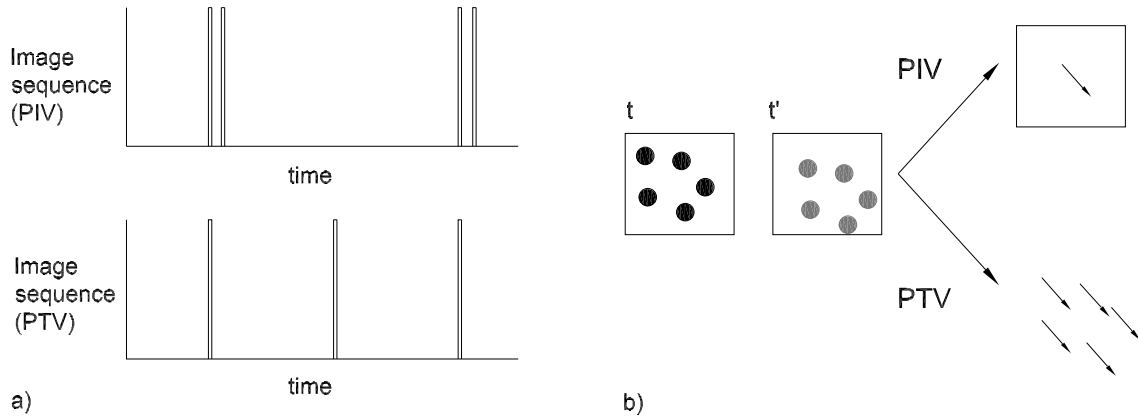 Image
sequence
(PIV)
time
Image
sequence
(PTV)
time
a)
t
t'
PIV
PTV
b)